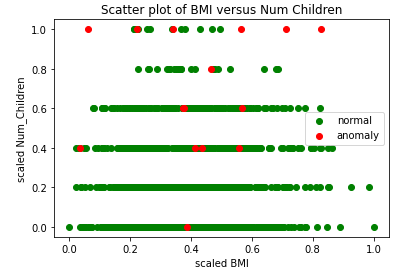 Scatter plot of BMI versus Num Children
scaled Num_Children
1.0
0.8
0.6
0.4
0.2
0.0
normal
anomaly
0.0 0.2 0.4 0.6 0.8 1.0
scaled BMI